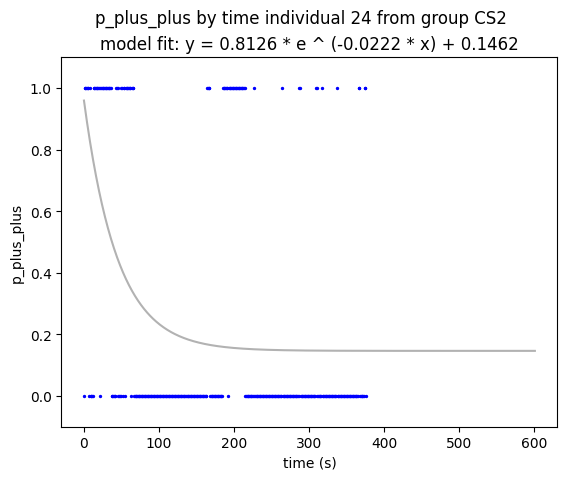 p_plus_plus by time individual 24 from group CS2
model fit: y = 0.8126 * e ^ (-0.0222 * x) + 0.1462
1.0
0.8
0.6
0.4
0.2
0.0
p_plus_plus
0 100 200 300 400 500 600
time (s)